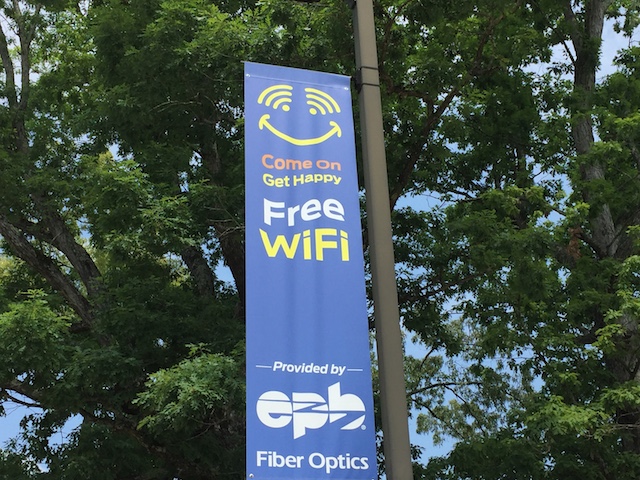 Come On
Get Happy
Free
WiFi
Provided by
epb
Fiber Optics